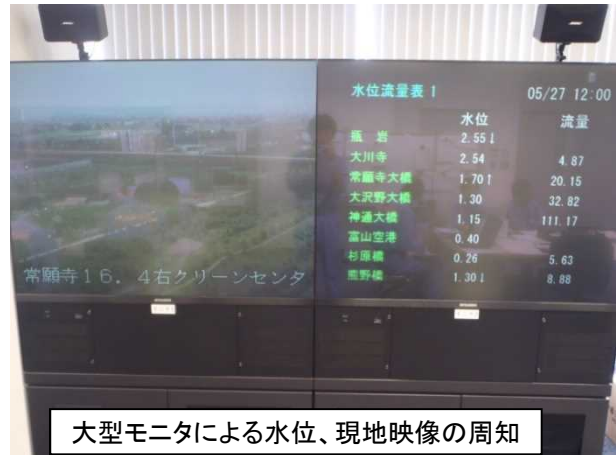 水位流量表 1 05/27 12:00
水位 流量
瓶 岩 2.55↓
大川寺 2.54 4.87
常願寺大橋 1.70↑ 20.15
大沢野大橋 1.30 32.82
神通大橋 1.15 111.17
富山空港 0.40
杉原橋 0.26 5.63
熊野橋 1.30↓ 8.88
常願寺16.4右クリーンセンタ
大型モニタによる水位、現地映像の周知